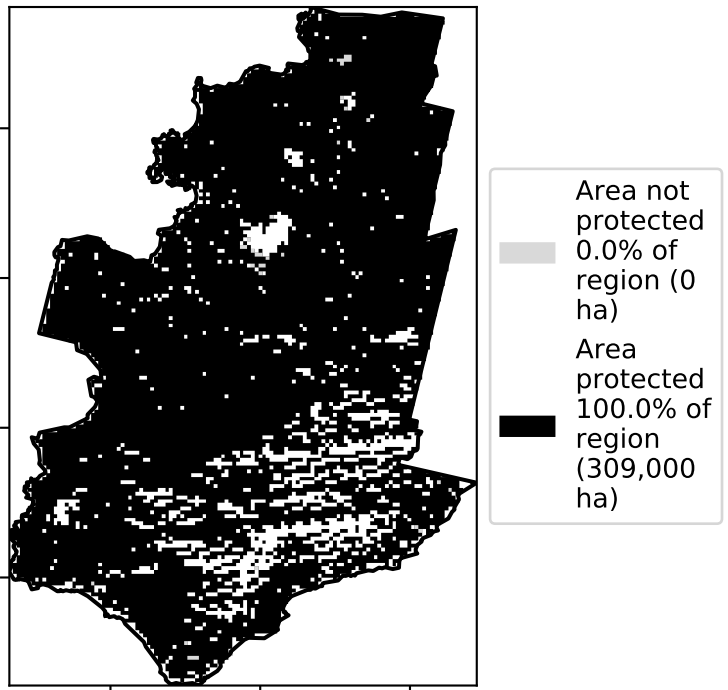 Area not
protected
0.0% of
region (0
ha)
Area
protected
100.0% of
region
(309,000
ha)